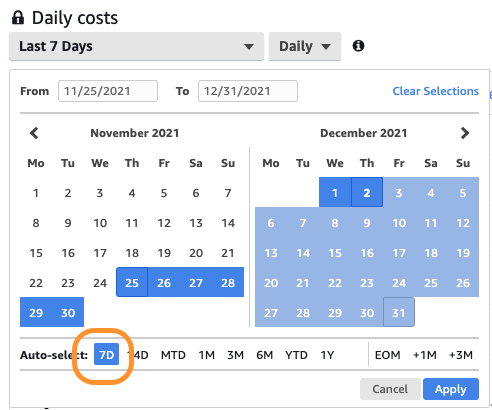 Daily costs
Last 7 Days Daily
From 11/25/2021 To 12/31/2021 Clear Selections
November 2021 December 2021
Mo Tu We Th Fr Sa Su Mo Tu We Th Fr Sa Su
1 2 3 4 5 6 7 1 2 3 4 5
8 9 10 11 12 13 14 6 7 8 9 10 11 12
15 16 17 18 19 20 21 13 14 15 16 17 18 19
22 23 24 25 26 27 28 20 21 22 23 24 25 26
29 30 27 28 29 30 31
Auto-select: 7D 14D MTD 1M 3M 6M YTD 1Y EOM +1M +3M
Cancel Apply